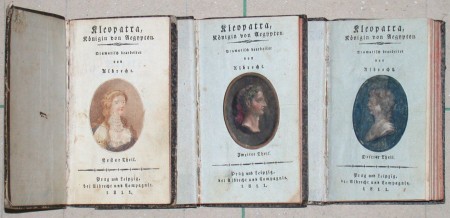 Kleopatra,
Königin von Aegypten.
Dramatisch bearbeitet
von
Albrecht.
Erster Theil.
Prag und Leipzig,
bei Albrecht und Compagnie,
1811.
Kleopatra,
Königin von Aegypten.
Dramatisch bearbeitet
von
Albrecht.
Zweiter Theil.
Prag und Leipzig,
bei Albrecht und Compagnie,
1811.
Kleopatra,
Königin von Aegypten.
Dramatisch bearbeitet
von
Albrecht.
Theil.
Prag und Leipzig,
bei Albrecht und Compagnie,
1811.